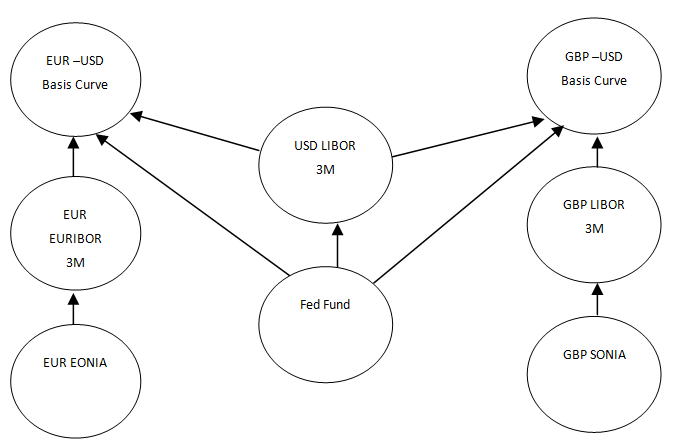 EUR –USD
Basis Curve
GBP –USD
Basis Curve
USD LIBOR
3M
EUR
EURIBOR
3M
GBP LIBOR
3M
Fed Fund
EUR EONIA
GBP SONIA